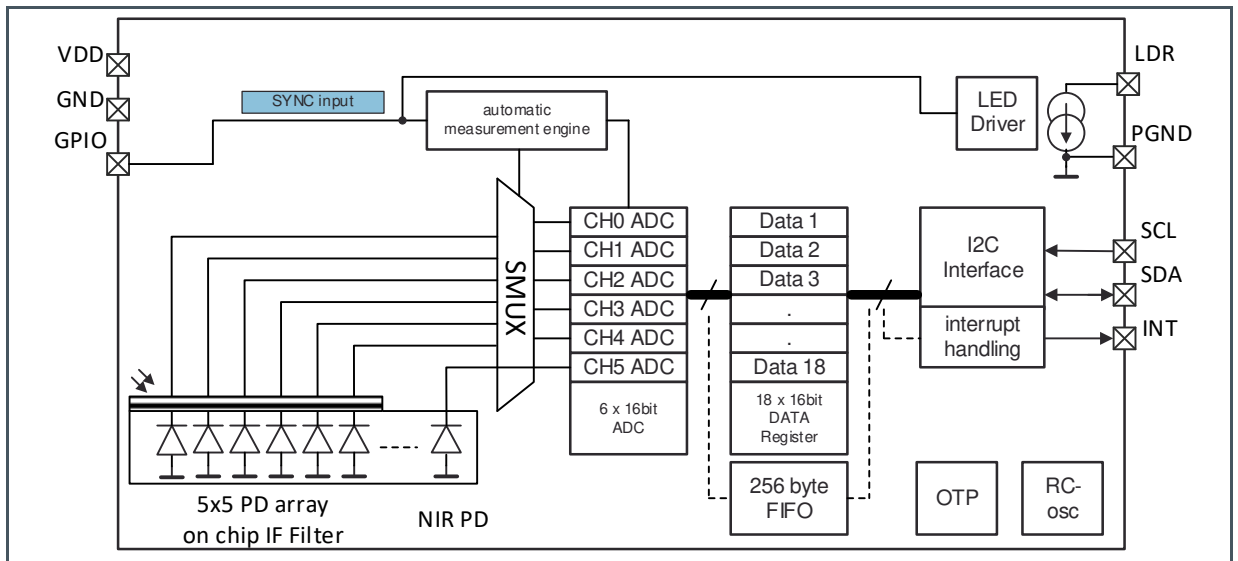 VDD
GND
GPIO
SYNC input
automatic
measurement engine
LED
Driver
LDR
PGND
SMUX
CH0 ADC
CH1 ADC
CH2 ADC
CH3 ADC
CH4 ADC
CH5 ADC
6 x 16bit
ADC
Data 1
Data 2
Data 3
.
.
Data 18
18 x 16bit
DATA
Register
256 byte
FIFO
I2C
Interface
interrupt
handling
SCL
SDA
INT
OTP
RC-
osc
5x5 PD array
on chip IF Filter
NIR PD